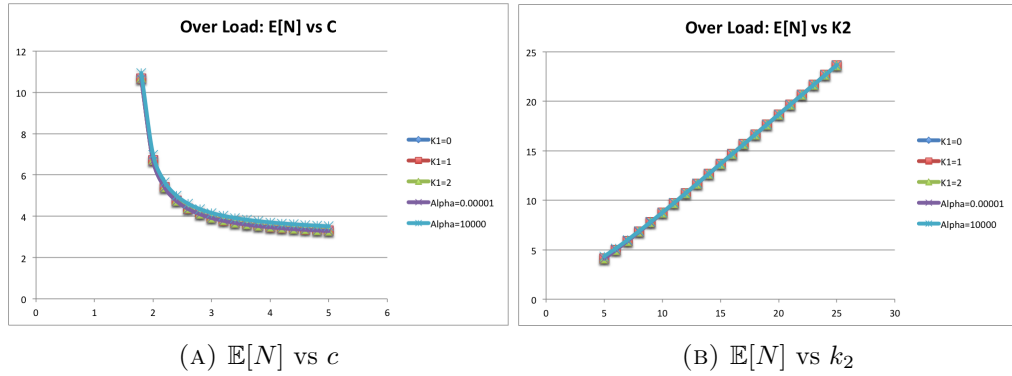 Over Load: E[N] vs C
12
10
8
6
4
2
0
0 1 2 3 4 5 6
K1=0
K1=1
K1=2
Alpha=0.00001
Alpha=10000
(A) 𝔼[N] vs c
Over Load: E[N] vs K2
25
20
15
10
5
0
0 5 10 15 20 25 30
K1=0
K1=1
K1=2
Alpha=0.00001
Alpha=10000
(B) 𝔼[N] vs k₂